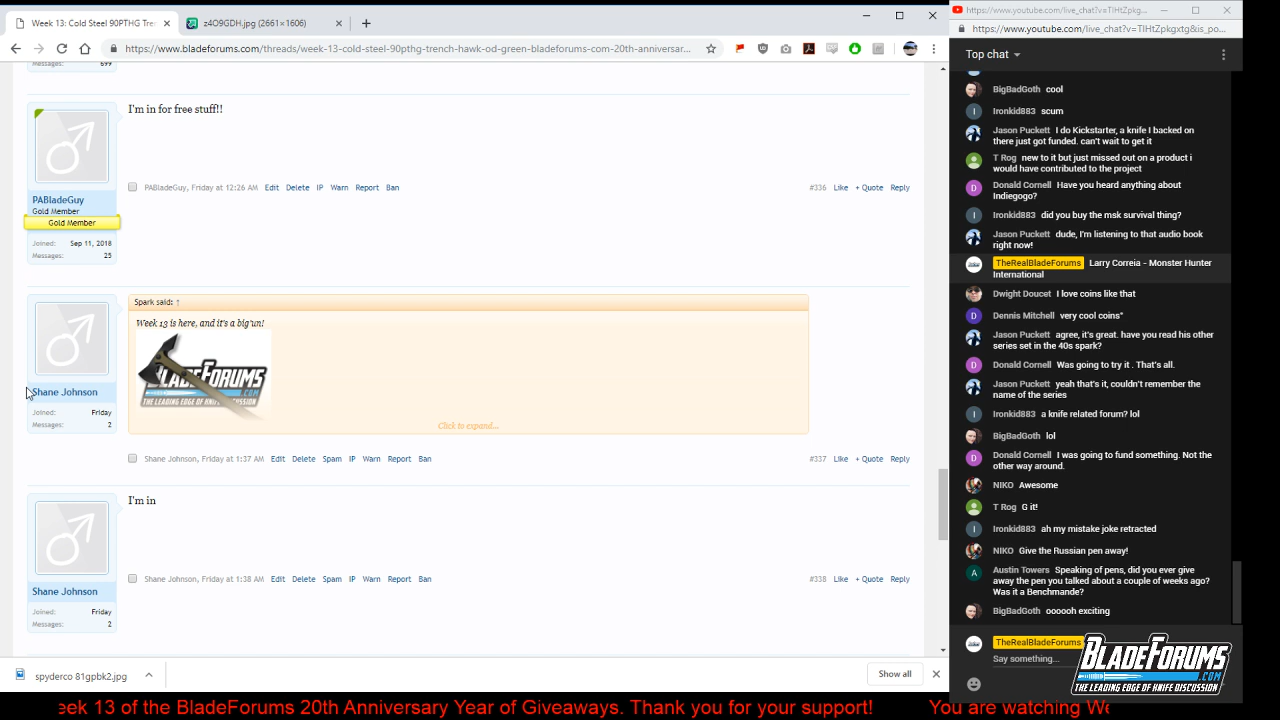 Week 13: Cold Steel 90PTHG Tre
z4O9GDH.jpg (2661×1606)
https://www.bladeforums.com/threads/week-13-cold-steel-90pthg-trench-hawk-od-green-bladeforums-com-20th-anniversar...
Messages: 699
I'm in for free stuff!!
PABladeGuy, Friday at 12:26 AM Edit Delete IP Warn Report Ban #336 Like + Quote Reply
PABladeGuy
Gold Member
Gold Member
Joined: Sep 11, 2018
Messages: 25
Spark said: ↑
Week 13 is here, and it's a big'un!
BLADEFORUMS
.COM
THE LEADING EDGE OF KNIFE DISCUSSION
Click to expand...
Shane Johnson
Joined: Friday
Messages: 2
Shane Johnson, Friday at 1:37 AM Edit Delete Spam IP Warn Report Ban #337 Like + Quote Reply
I'm in
Shane Johnson, Friday at 1:38 AM Edit Delete Spam IP Warn Report Ban #338 Like + Quote Reply
Shane Johnson
Joined: Friday
Messages: 2
spyderco 81gpbk2.jpg
Show all
eek 13 of the BladeForums 20th Anniversary Year of Giveaways. Thank you for your support! You are watching We
https://www.youtube.com/live_chat?v=TIHtZpkg...
https://www.youtube.com/live_chat?v=TIHtZpkgxtg&is_po...
Top chat
BigBadGoth cool
Ironkid883 scum
Jason Puckett I do Kickstarter, a knife I backed on
there just got funded. can't wait to get it
T Rog new to it but just missed out on a product i
would have contributed to the project
Donald Cornell Have you heard anything about
Indiegogo?
Ironkid883 did you buy the msk survival thing?
Jason Puckett dude, I'm listening to that audio book
right now!
TheRealBladeForums Larry Correia - Monster Hunter
International
Dwight Doucet I love coins like that
Dennis Mitchell very cool coins*
Jason Puckett agree, it's great. have you read his other
series set in the 40s spark?
Donald Cornell Was going to try it . That's all.
Jason Puckett yeah that's it, couldn't remember the
name of the series
Ironkid883 a knife related forum? lol
BigBadGoth lol
Donald Cornell I was going to fund something. Not the
other way around.
NIKO Awesome
T Rog G it!
Ironkid883 ah my mistake joke retracted
NIKO Give the Russian pen away!
Austin Towers Speaking of pens, did you ever give
away the pen you talked about a couple of weeks ago?
Was it a Benchmande?
BigBadGoth oooooh exciting
TheRealBladeForums
Say something...
BLADEFORUMS
.COM
THE LEADING EDGE OF KNIFE DISCUSSION